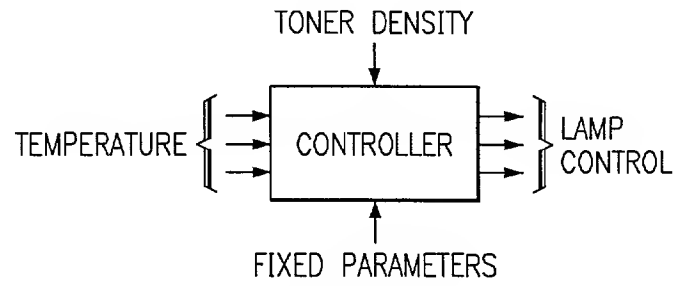 TONER DENSITY
TEMPERATURE
CONTROLLER
LAMP
CONTROL
FIXED PARAMETERS